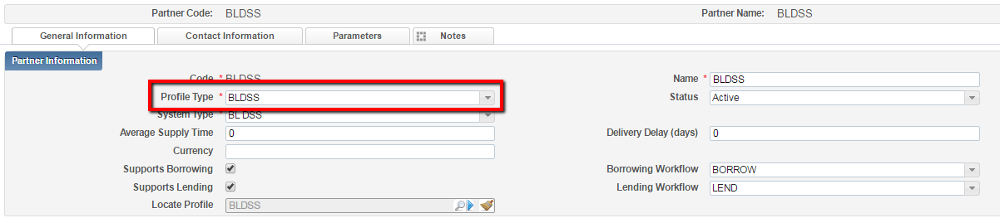 Partner Code: BLDSS Partner Name: BLDSS
General Information Contact Information Parameters Notes
Partner Information
Code * BLDSS Name * BLDSS
Profile Type * BLDSS Status Active
System Type * BL DSS
Average Supply Time 0 Delivery Delay (days) 0
Currency
Supports Borrowing Borrowing Workflow BORROW
Supports Lending Lending Workflow LEND
Locate Profile BLDSS